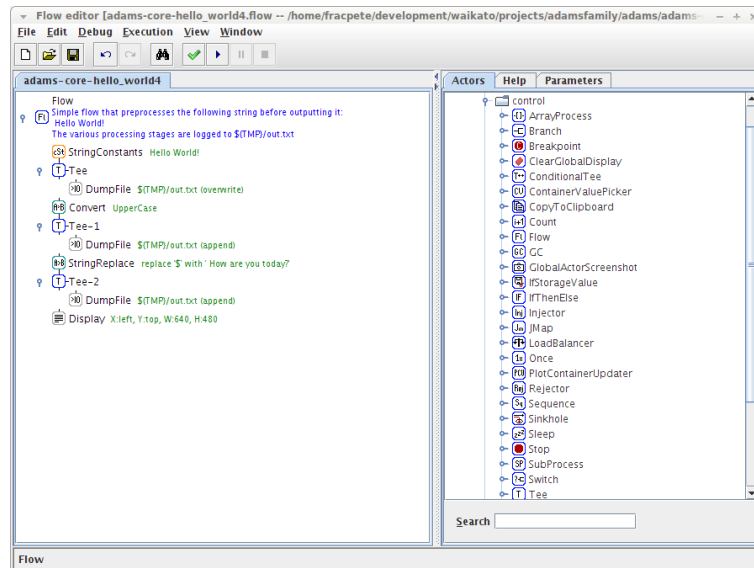 Flow editor [adams-core-hello_world4.flow -- /home/fracpete/development/waikato/projects/adamsfamily/adams/adams-
File Edit Debug Execution View Window
adams-core-hello_world4
Flow
Simple flow that preprocesses the following string before outputting it:
Hello World!
The various processing stages are logged to $(TMP)/out.txt
StringConstants Hello World!
Tee
DumpFile $(TMP)/out.txt (overwrite)
Convert UpperCase
Tee-1
DumpFile $(TMP)/out.txt (append)
StringReplace replace '$' with ' How are you today?'
Tee-2
DumpFile $(TMP)/out.txt (append)
Display X:left, Y:top, W:640, H:480
Actors Help Parameters
control
ArrayProcess
Branch
Breakpoint
ClearGlobalDisplay
ConditionalTee
ContainerValuePicker
CopyToClipboard
Count
Flow
GC
GlobalActorScreenshot
IfStorageValue
IfThenElse
Injector
JMap
LoadBalancer
Once
PlotContainerUpdater
Rejector
Sequence
Sinkhole
Sleep
Stop
SubProcess
Switch
Tee
Search
Flow